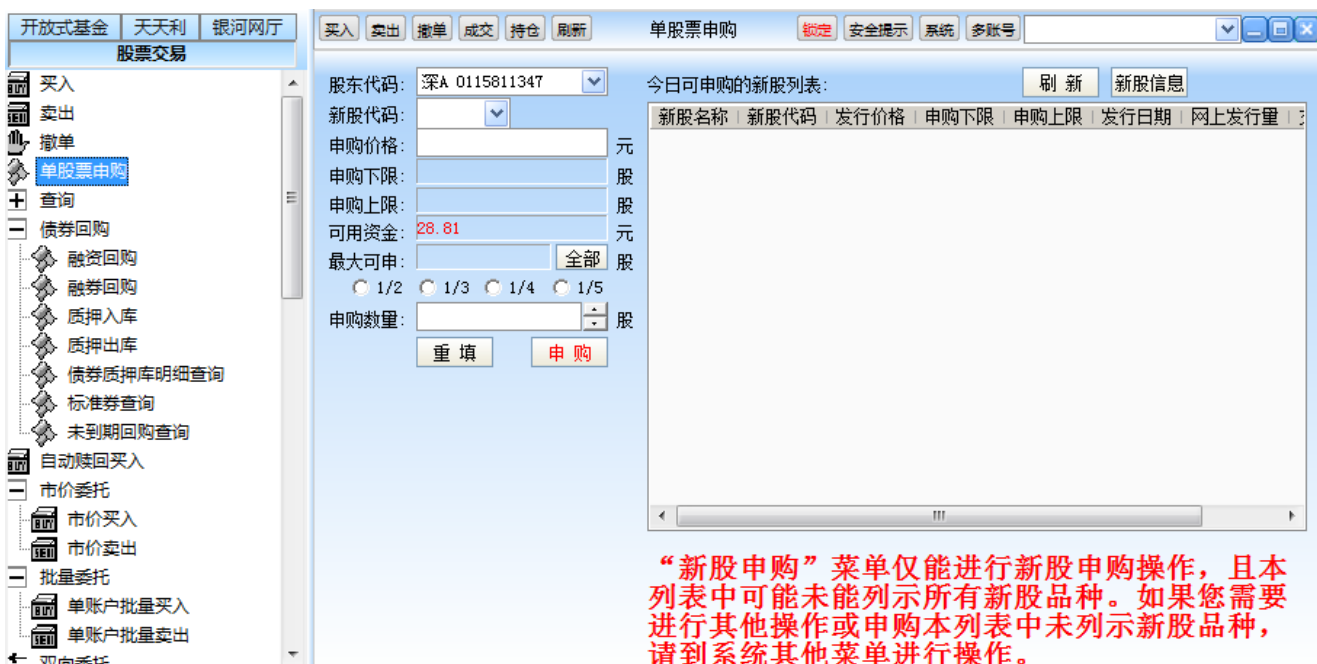 开放式基金 天天利 银河网厅
股票交易
买入
卖出
撤单
单股票申购
查询
债券回购
融资回购
融券回购
质押入库
质押出库
债券质押库明细查询
标准券查询
未到期回购查询
自动赎回买入
市价委托
市价买入
市价卖出
批量委托
单账户批量买入
单账户批量卖出
双向委托
买入 卖出 撤单 成交 持仓 刷新 单股票申购 锁定 安全提示 系统 多账号
股东代码: 深A 0115811347
新股代码:
申购价格: 元
申购下限: 股
申购上限: 股
可用资金: 28.81 元
最大可申: 全部 股
1/2 1/3 1/4 1/5
申购数量: 股
重填 申购
今日可申购的新股列表: 刷新 新股信息
新股名称 新股代码 发行价格 申购下限 申购上限 发行日期 网上发行量
“新股申购”菜单仅能进行新股申购操作，且本
列表中可能未能列示所有新股品种。如果您需要
进行其他操作或申购本列表中未列示新股品种，
请到系统其他菜单进行操作。